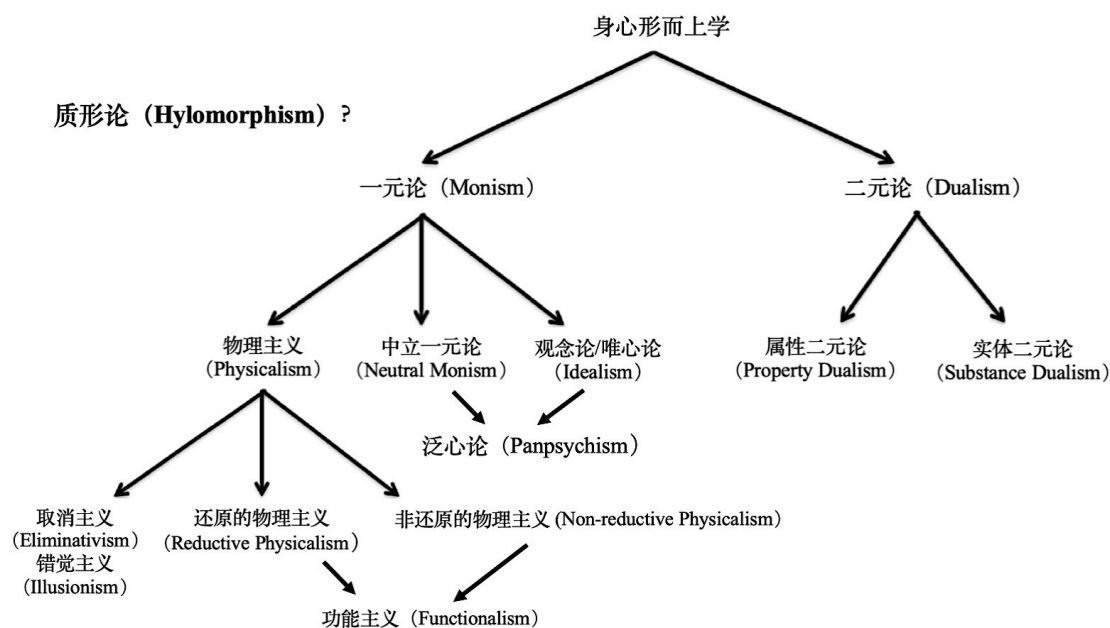 身心形而上学
质形论（Hylomorphism）?
一元论（Monism）
二元论（Dualism）
物理主义
（Physicalism）
中立一元论
（Neutral Monism）
观念论/唯心论
（Idealism）
属性二元论
（Property Dualism）
实体二元论
（Substance Dualism）
泛心论（Panpsychism）
取消主义
（Eliminativism）
错觉主义
（Illusionism）
还原的物理主义
（Reductive Physicalism）
非还原的物理主义 (Non-reductive Physicalism）
功能主义（Functionalism）